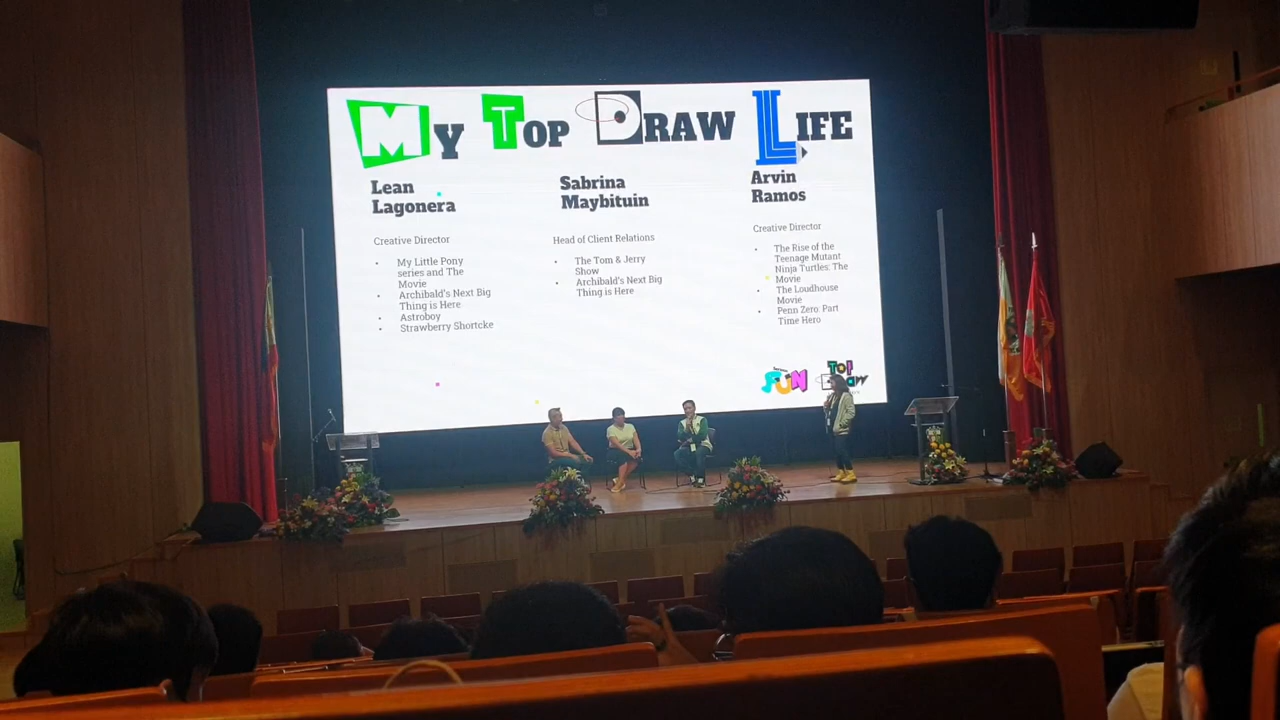 My Top Draw Life
Lean
Lagonera
Creative Director
• My Little Pony
series and The
Movie
• Archibald's Next Big
Thing is Here
• Astroboy
• Strawberry Shortcke
Sabrina
Maybituin
Head of Client Relations
• The Tom & Jerry
Show
• Archibald's Next Big
Thing is Here
Arvin
Ramos
Creative Director
• The Rise of the
Teenage Mutant
Ninja Turtles: The
Movie
• The Loudhouse
Movie
• Penn Zero: Part
Time Hero
FUN
Top
Draw